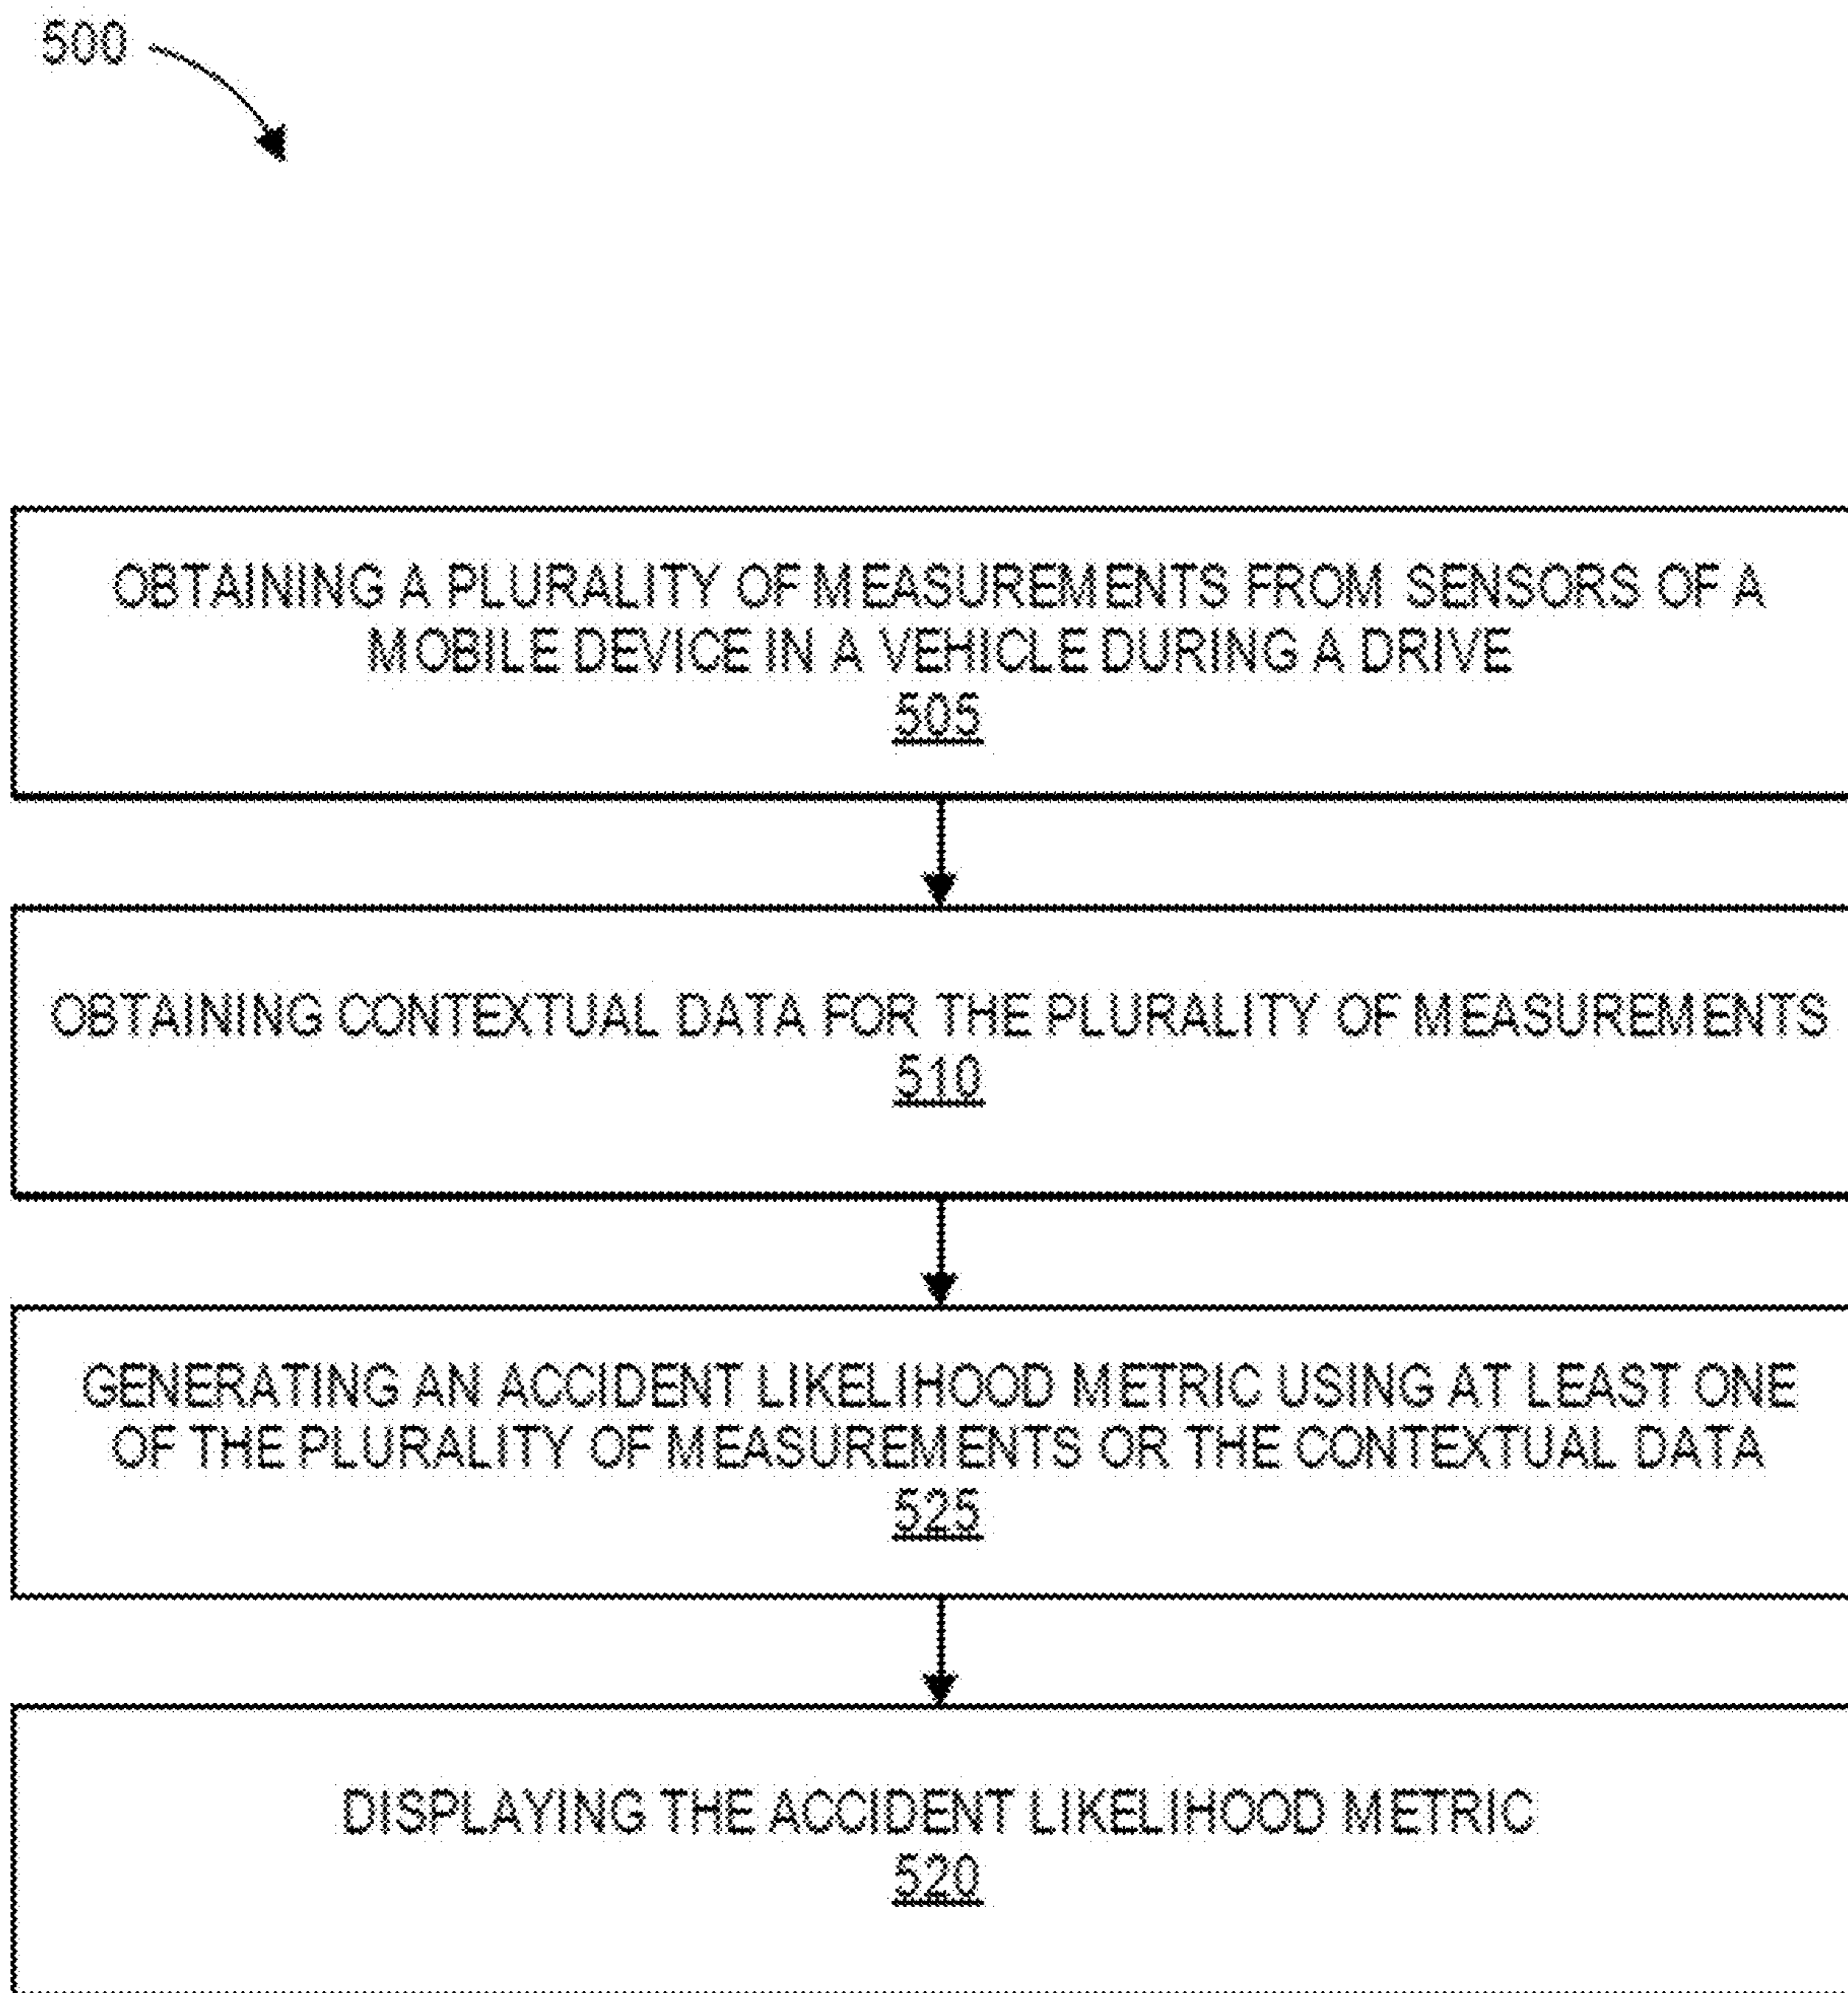 500
OBTAINING A PLURALITY OF MEASUREMENTS FROM SENSORS OF A
MOBILE DEVICE IN A VEHICLE DURING A DRIVE
505
OBTAINING CONTEXTUAL DATA FOR THE PLURALITY OF MEASUREMENTS
510
GENERATING AN ACCIDENT LIKELIHOOD METRIC USING AT LEAST ONE
OF THE PLURALITY OF MEASUREMENTS OR THE CONTEXTUAL DATA
525
DISPLAYING THE ACCIDENT LIKELIHOOD METRIC
520